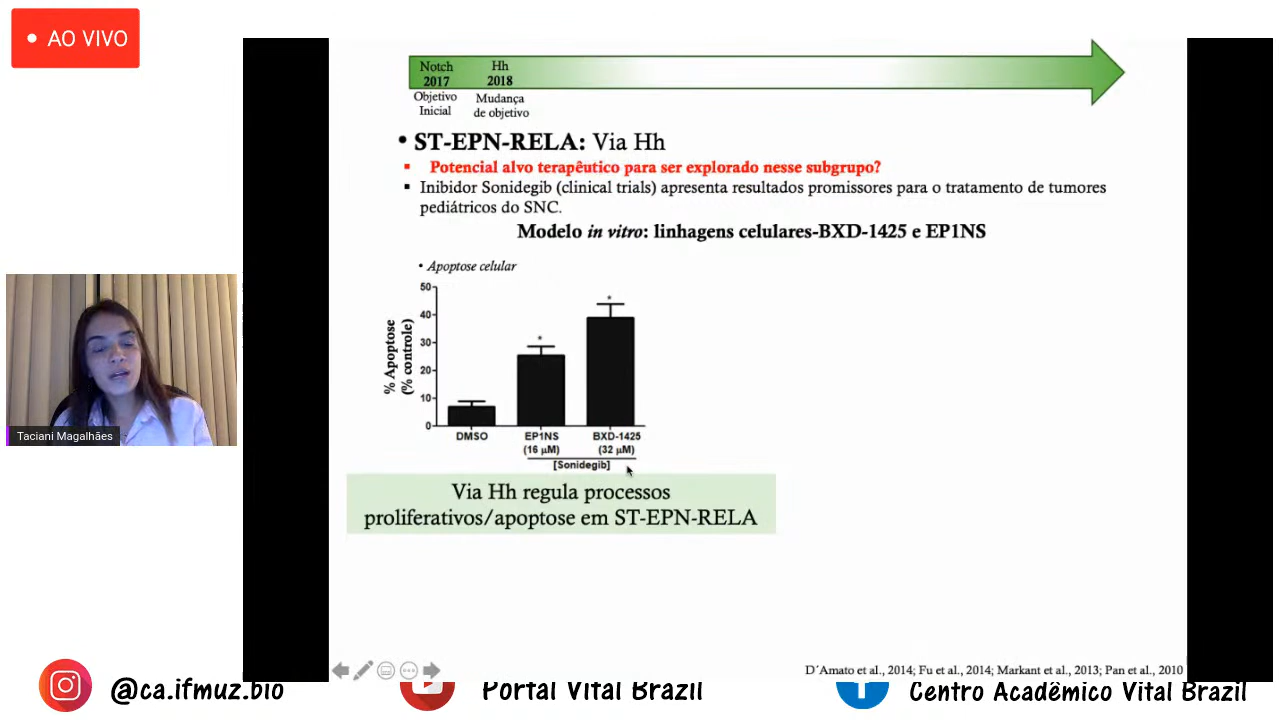 AO VIVO
Notch
2017
Objetivo
Inicial
Hh
2018
Mudança
de objetivo
• ST-EPN-RELA: Via Hh
▪ Potencial alvo terapêutico para ser explorado nesse subgrupo?
▪ Inibidor Sonidegib (clinical trials) apresenta resultados promissores para o tratamento de tumores
pediátricos do SNC.
Modelo in vitro: linhagens celulares-BXD-1425 e EP1NS
• Apoptose celular
% Apoptose
(% controle)
50
40
30
20
10
0
*
*
DMSO
EP1NS
(16 µM)
BXD-1425
(32 µM)
[Sonidegib]
Via Hh regula processos
proliferativos/apoptose em ST-EPN-RELA
Taciani Magalhães
D´Amato et al., 2014; Fu et al., 2014; Markant et al., 2013; Pan et al., 2010
@ca.ifmuz.bio
Portal Vital Brazil
Centro Acadêmico Vital Brazil